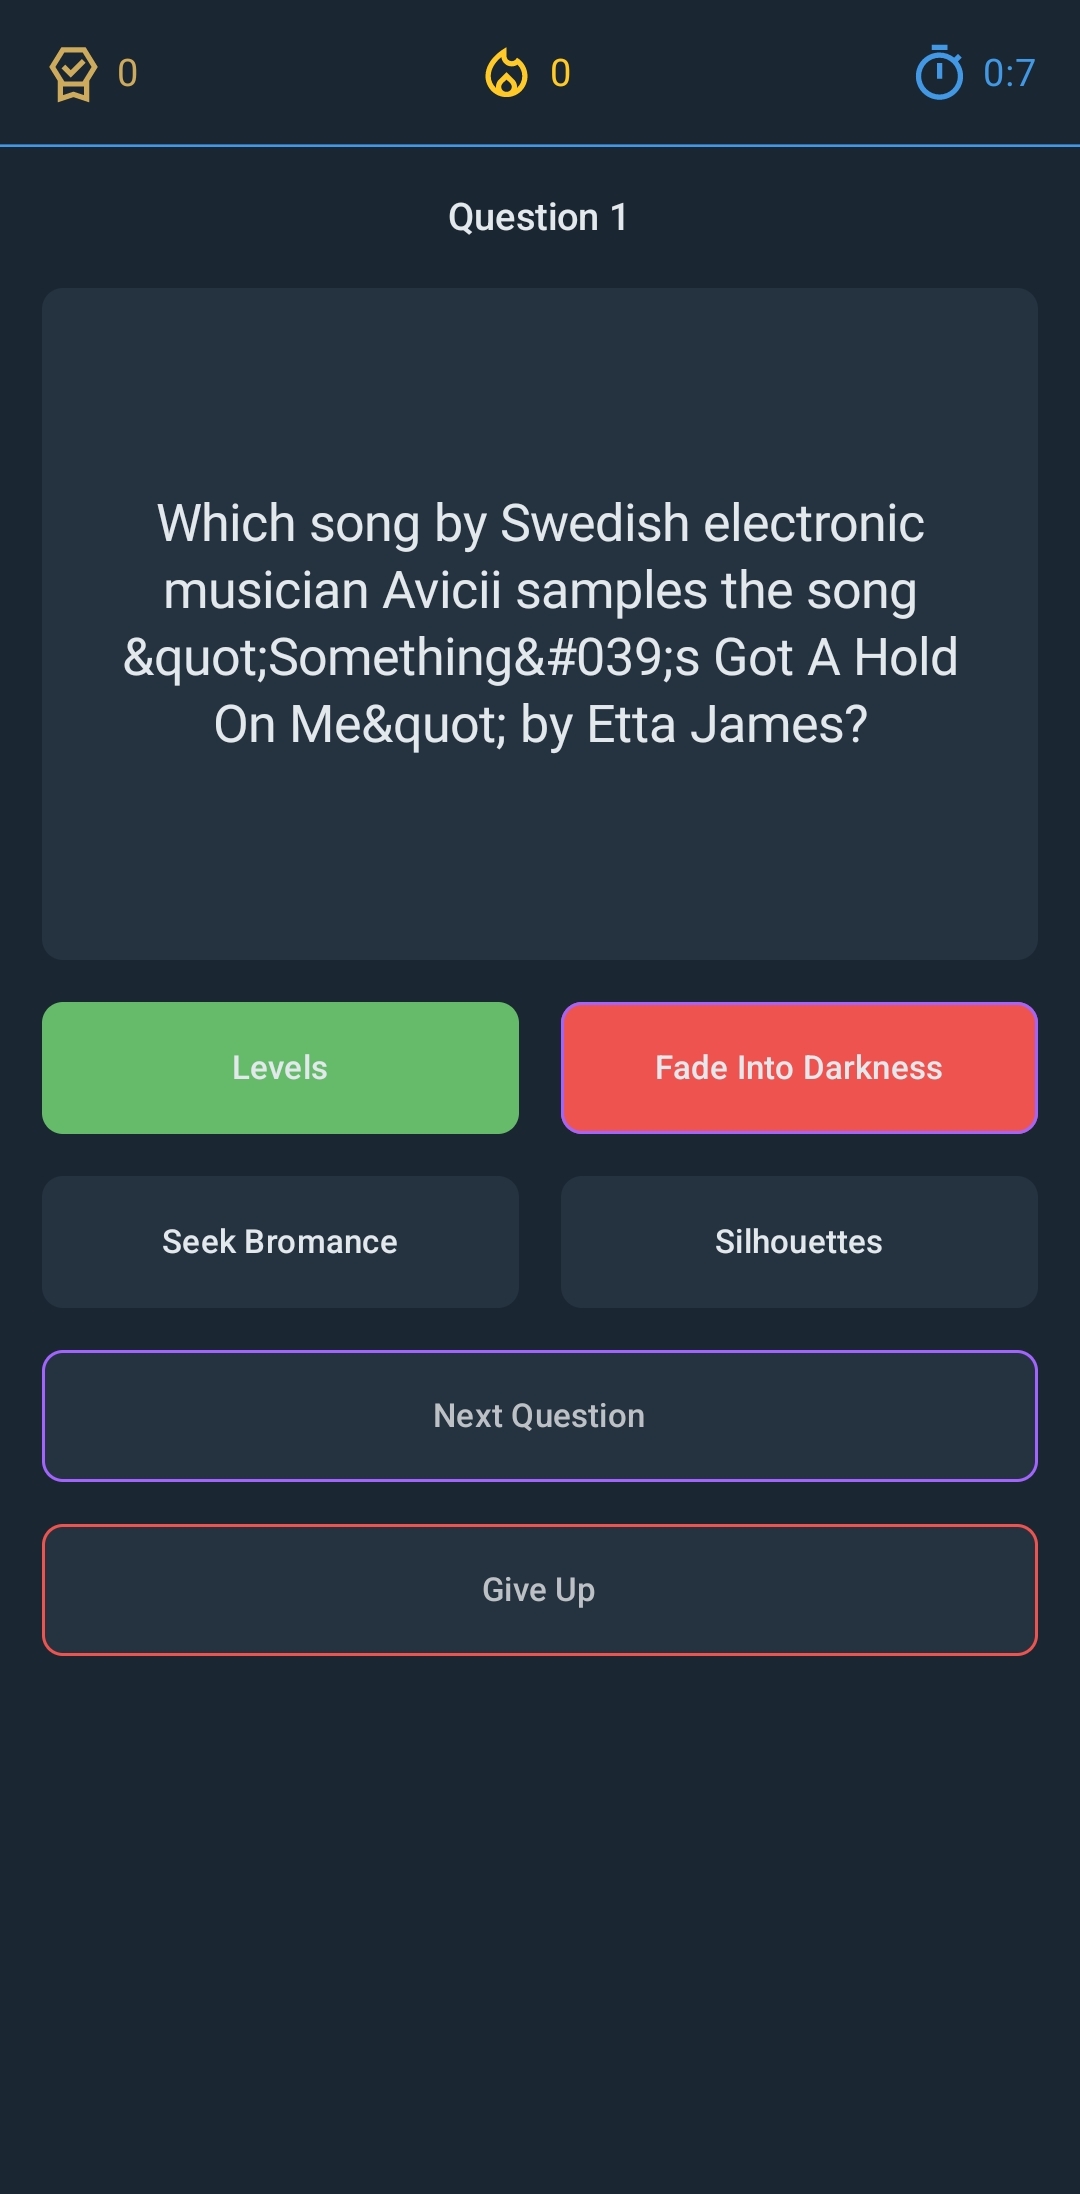 0
0
0:7
Question 1
Which song by Swedish electronic
musician Avicii samples the song
&quot;Something&#039;s Got A Hold
On Me&quot; by Etta James?
Levels
Fade Into Darkness
Seek Bromance
Silhouettes
Next Question
Give Up